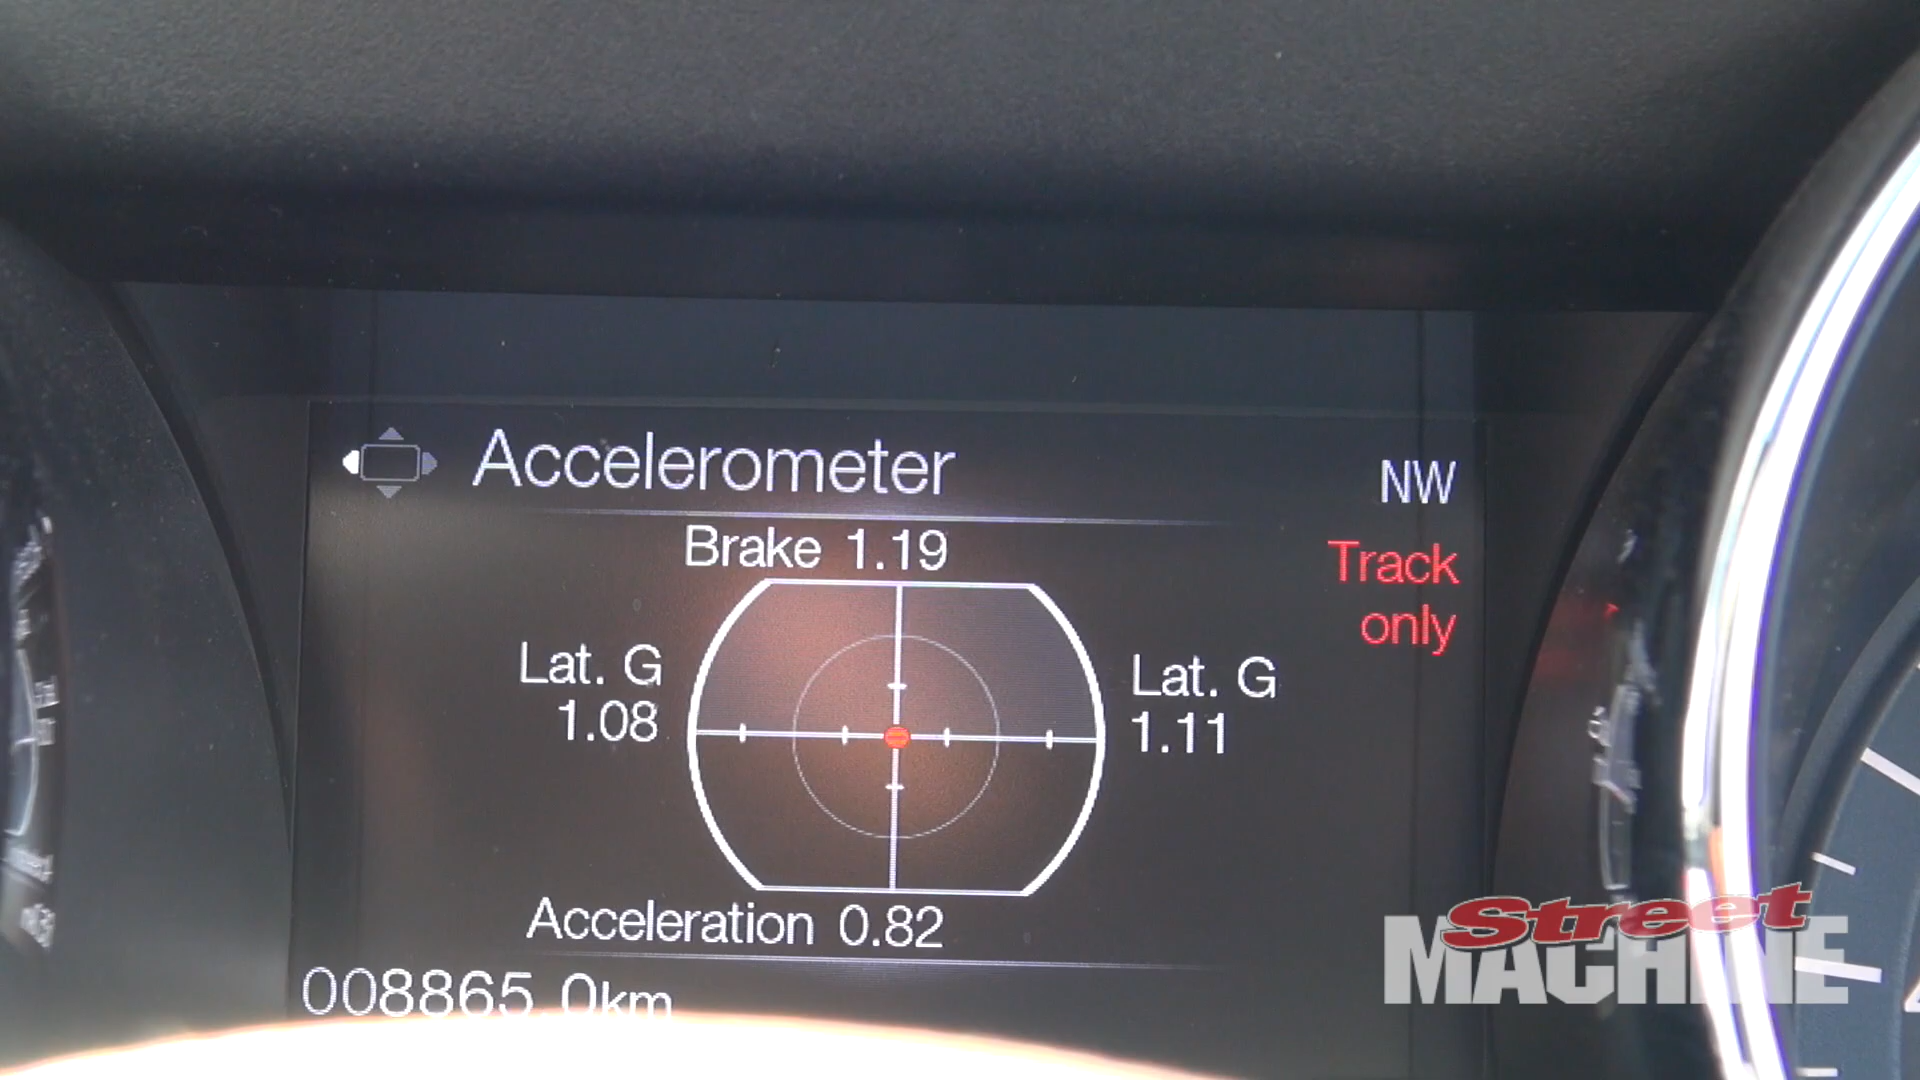 Accelerometer
NW
Brake 1.19
Track
only
Lat. G
1.08
Lat. G
1.11
Acceleration 0.82
008865.0km
Street
MACHINE